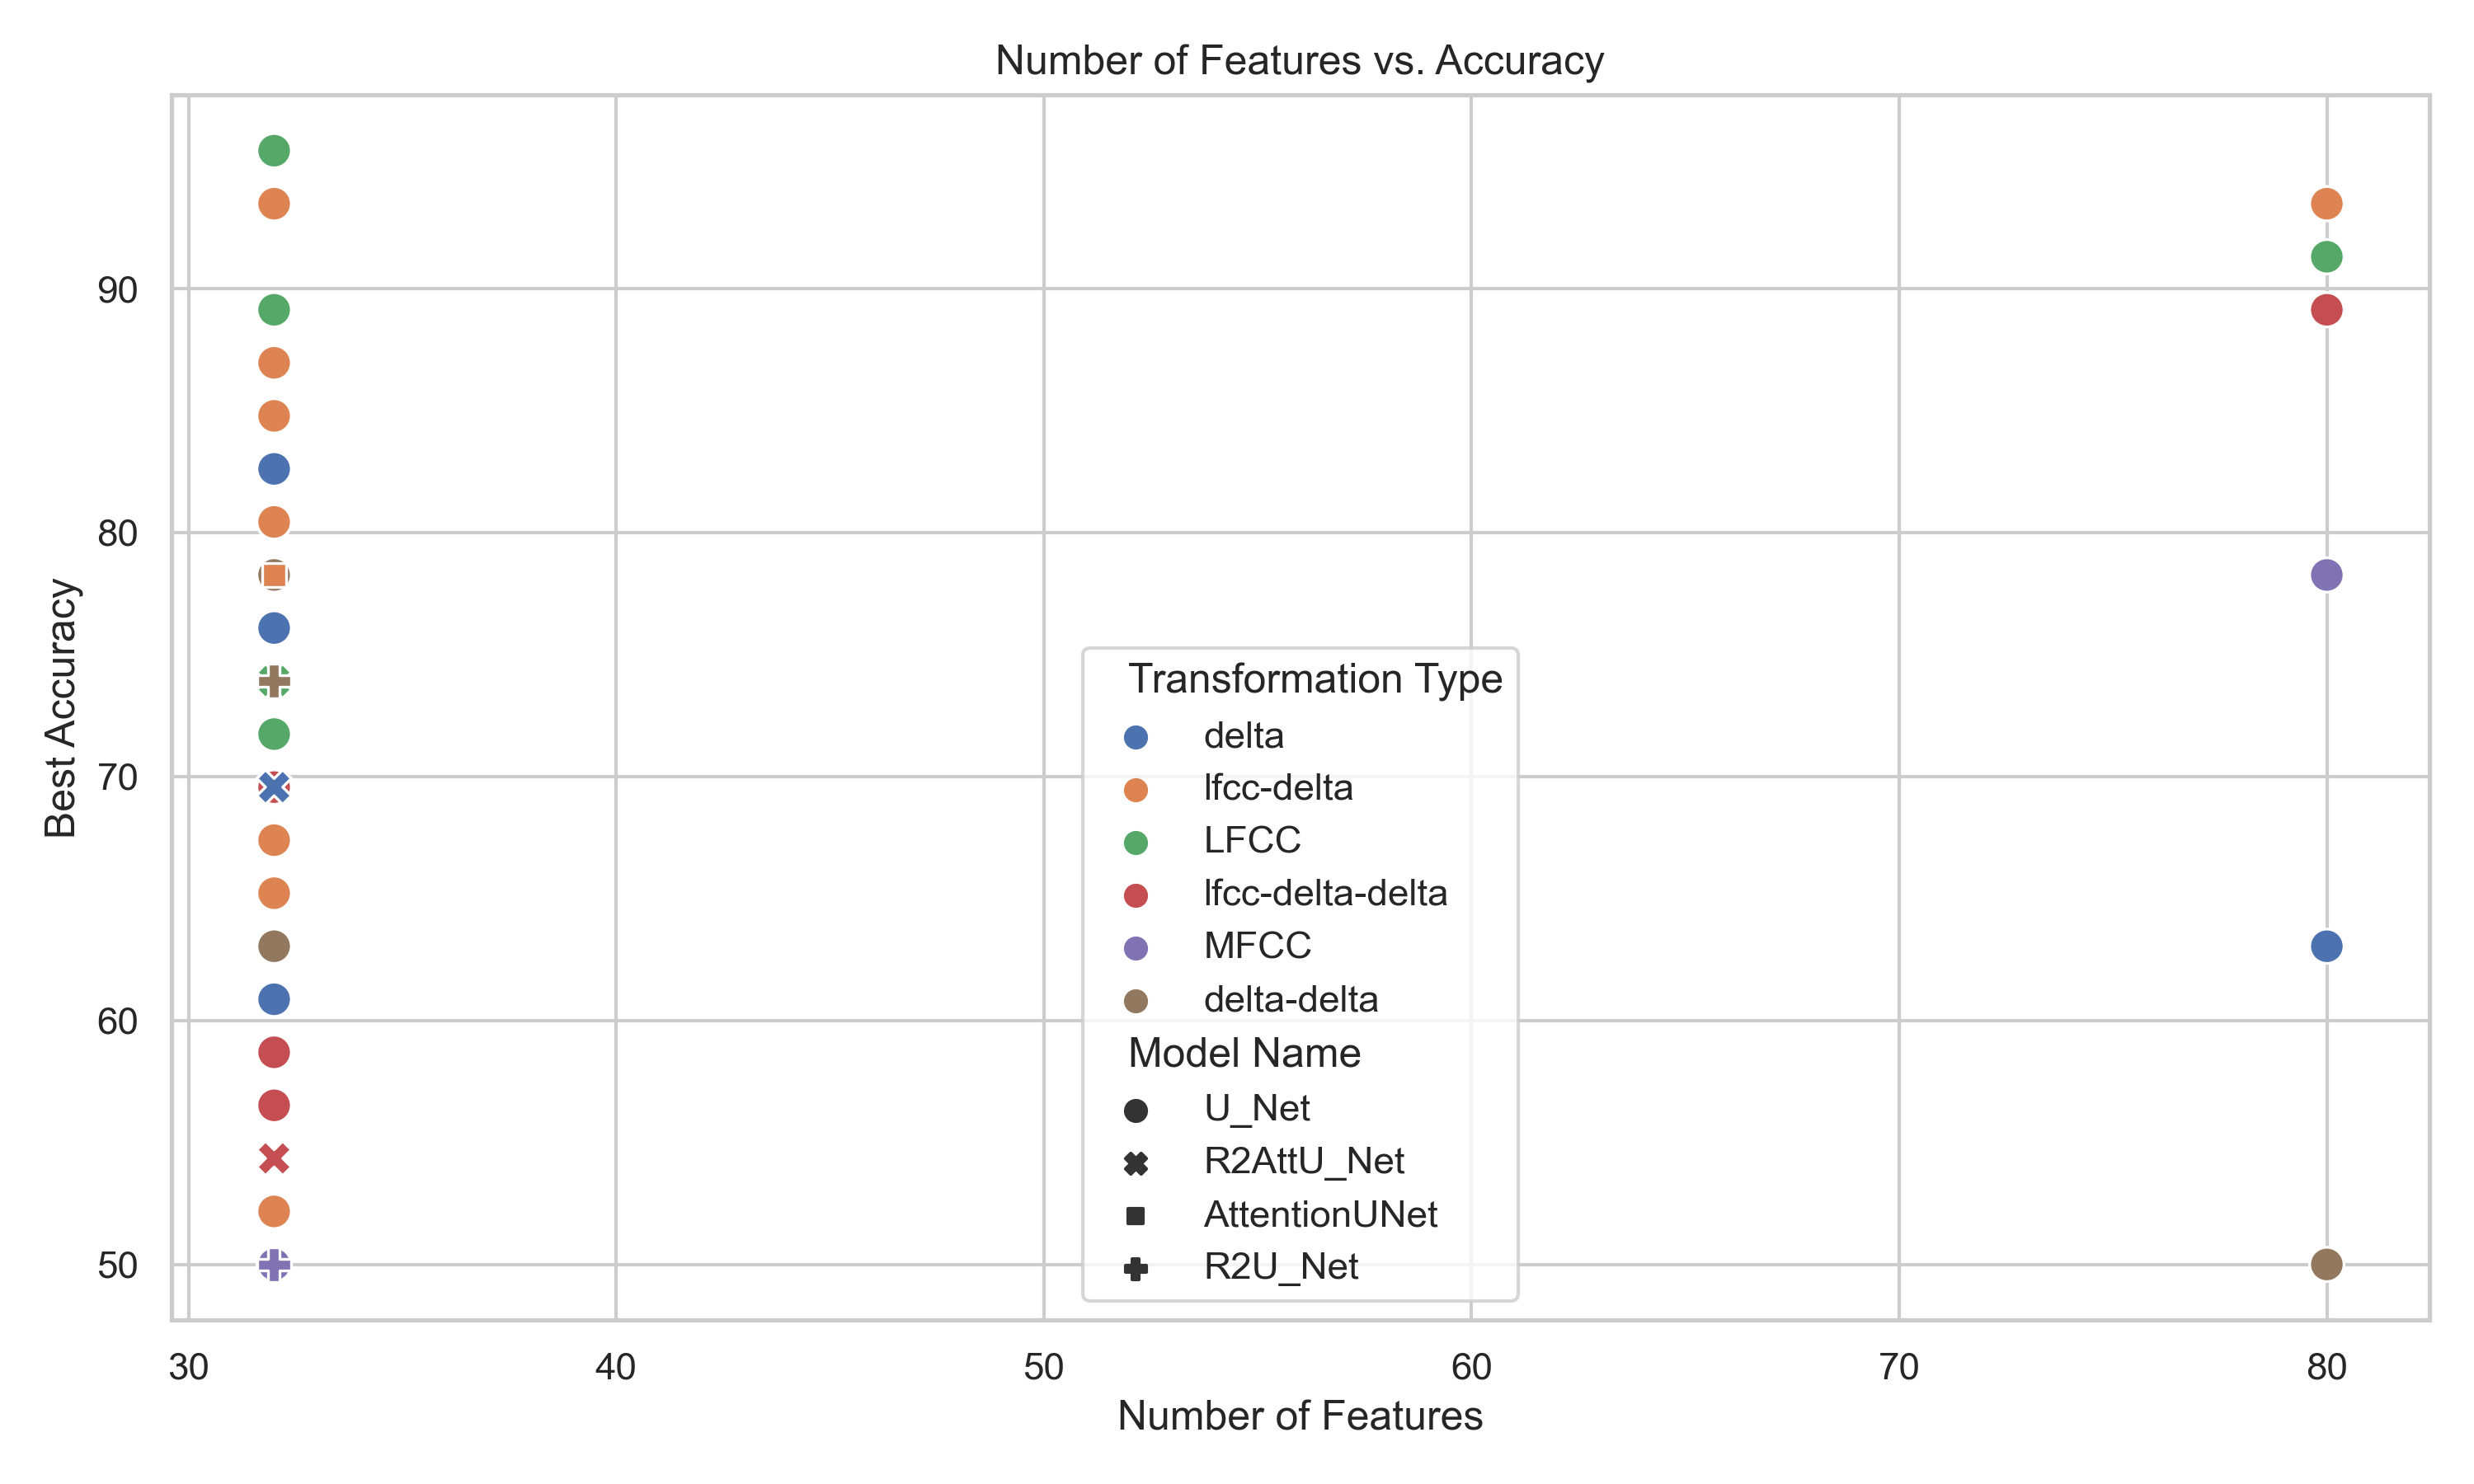 Number of Features vs. Accuracy
Best Accuracy
90
80
70
60
50
Transformation Type
delta
lfcc-delta
LFCC
lfcc-delta-delta
MFCC
delta-delta
Model Name
U_Net
R2AttU_Net
AttentionUNet
R2U_Net
30 40 50 60 70 80
Number of Features